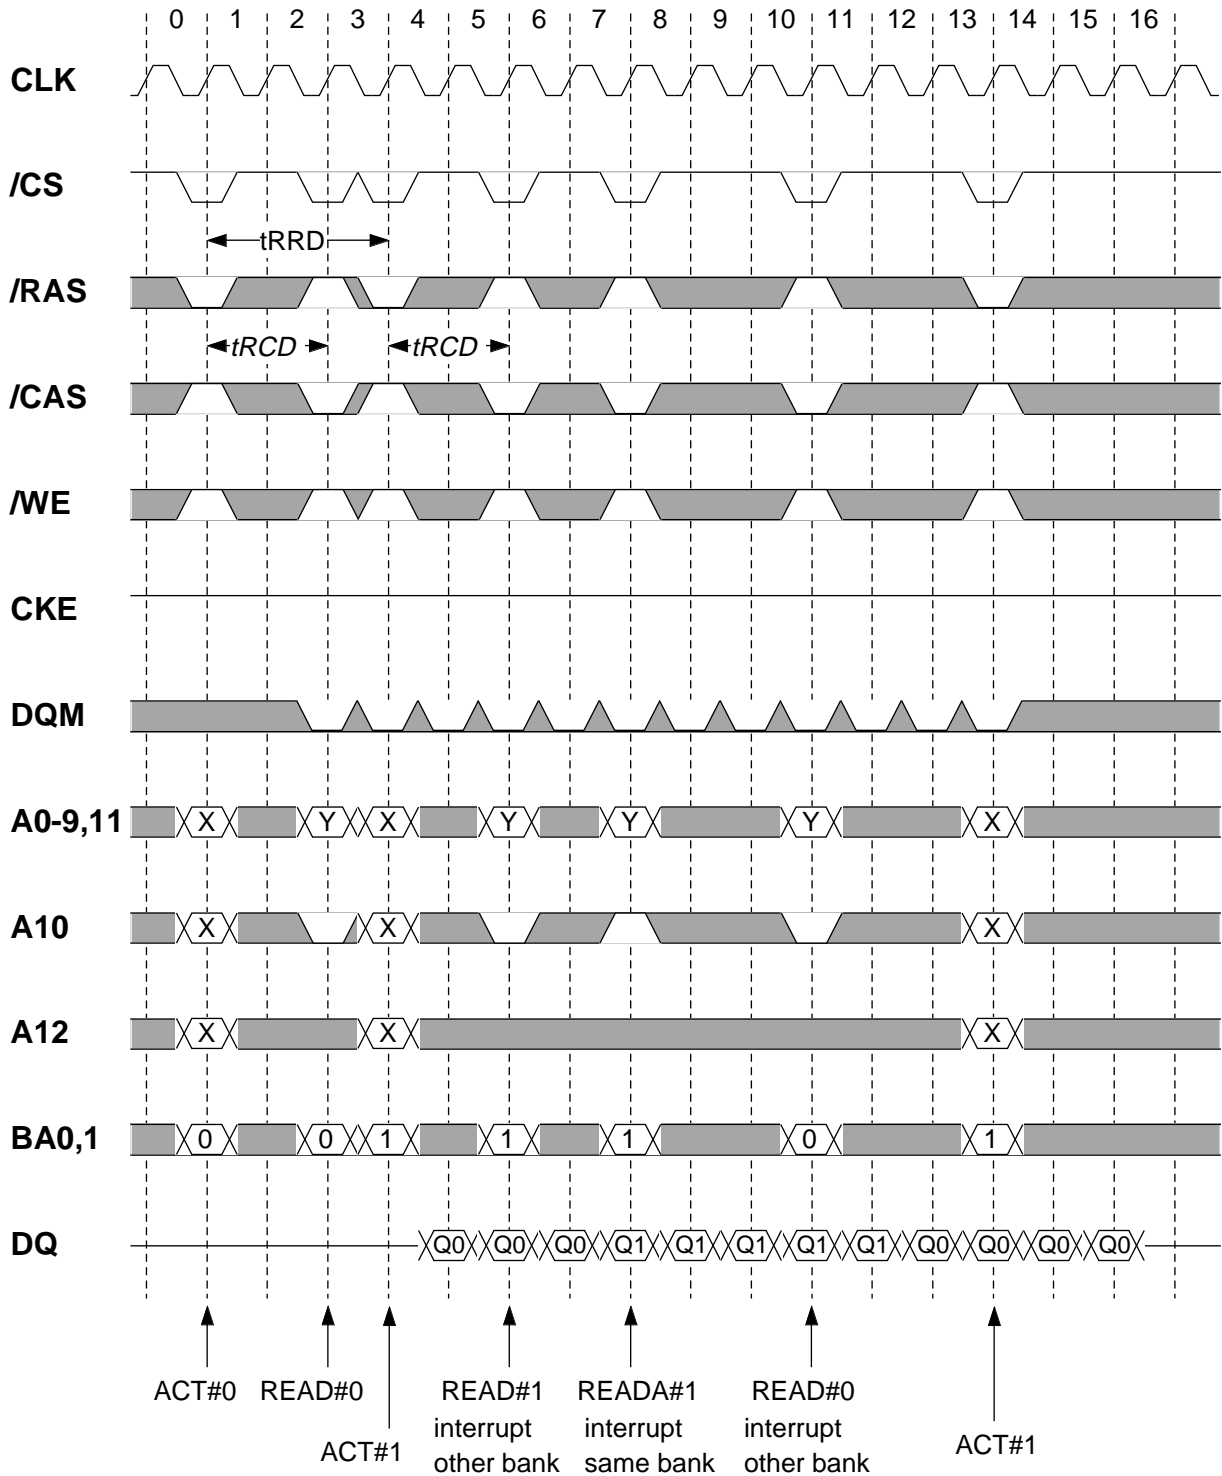 0 1 2 3 4 5 6 7 8 9 10 11 12 13 14 15 16
CLK
/CS
tRRD
/RAS
tRCD tRCD
/CAS
/WE
CKE
DQM
A0-9,11 X Y X Y Y Y X
A10 X X X
A12 X X X
BA0,1 0 0 1 1 1 0 1
DQ Q0 Q0 Q0 Q1 Q1 Q1 Q1 Q1 Q0 Q0 Q0 Q0
ACT#0 READ#0 READ#1 READA#1 READ#0
interrupt interrupt interrupt
ACT#1 ACT#1
other bank same bank other bank